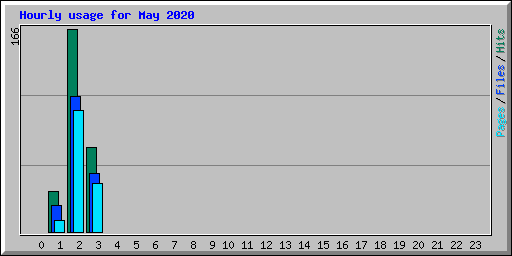 Hourly usage for May 2020
166
Pages/Files/Hits
0 1 2 3 4 5 6 7 8 9 10 11 12 13 14 15 16 17 18 19 20 21 22 23